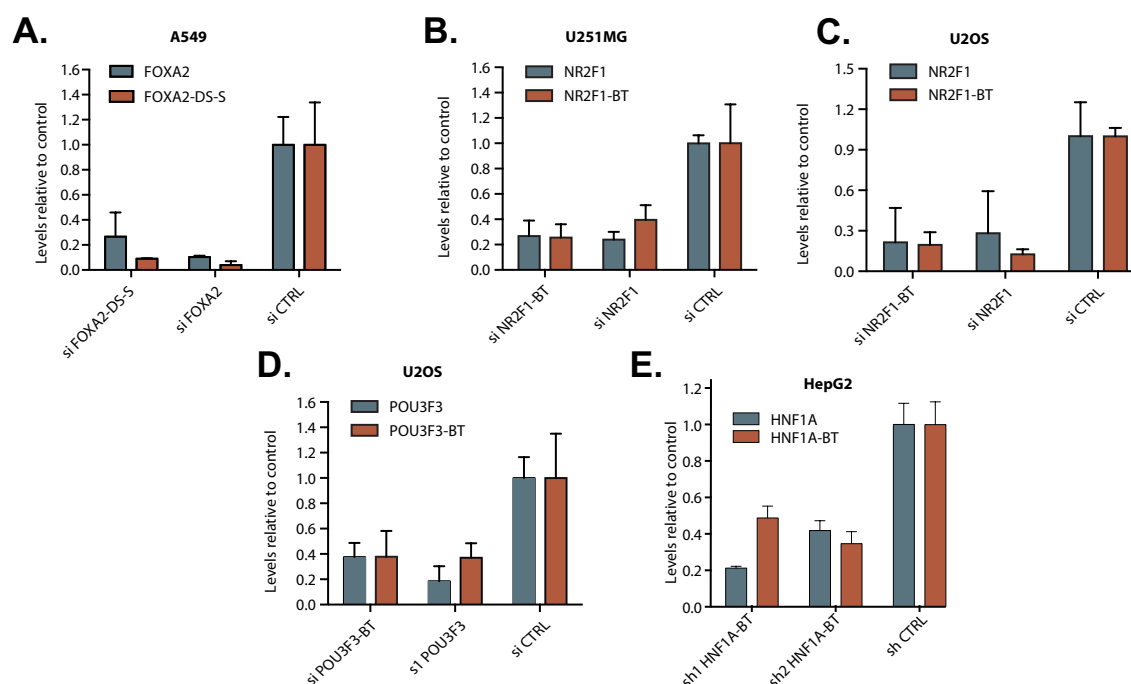 A.
A549
Levels relative to control
1.6
1.4
1.2
1.0
0.8
0.6
0.4
0.2
0.0
FOXA2
FOXA2-DS-S
si FOXA2-DS-S
si FOXA2
si CTRL
B.
U251MG
Levels relative to control
1.6
1.4
1.2
1.0
0.8
0.6
0.4
0.2
0.0
NR2F1
NR2F1-BT
si NR2F1-BT
si NR2F1
si CTRL
C.
U2OS
Levels relative to control
1.5
1.0
0.9
0.6
0.3
0.0
NR2F1
NR2F1-BT
si NR2F1-BT
si NR2F1
si CTRL
D.
U2OS
Levels relative to control
1.6
1.4
1.2
1.0
0.8
0.6
0.4
0.2
0.0
POU3F3
POU3F3-BT
si POU3F3-BT
s1 POU3F3
si CTRL
E.
HepG2
Levels relative to control
1.2
1.0
0.8
0.6
0.4
0.2
0.0
HNF1A
HNF1A-BT
sh1 HNF1A-BT
sh2 HNF1A-BT
sh CTRL